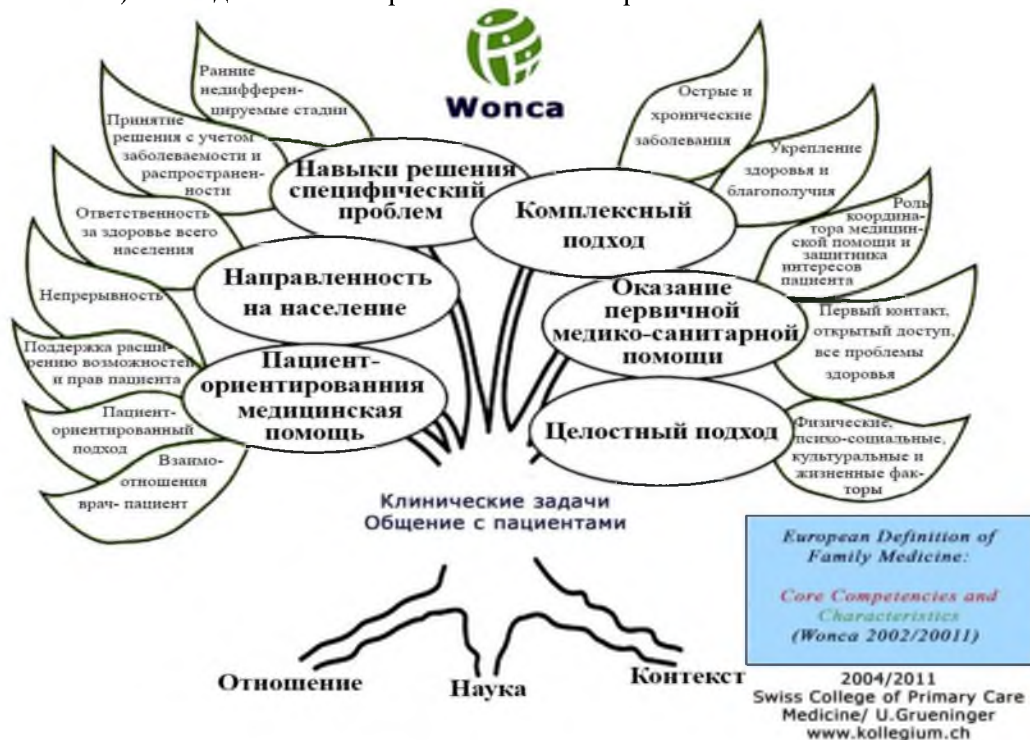 Wonca
Ранние
недифферен-
цируемые стадии
Принятие
решения с учетом
заболеваемости и
распространен-
ности
Ответственность
за здоровье всего
населения
Непрерывность
Поддержка расши-
рению возможностей
и прав пациента
Пациент-
ориентированный
подход
Взаимо-
отношения
врач- пациент
Навыки решения
специфический
проблем
Направленность
на население
Пациент-
ориентированния
медицинская
помощь
Комплексный
подход
Оказание
первичной
медико-санитарной
помощи
Целостный подход
Острые и
хронические
заболевания
Укрепление
здоровья и
благополучия
Роль
координа-
тора медицин-
ской помощи и
защитника
интересов
пациента
Первый контакт,
открытый доступ,
все проблемы
здоровья
Физические,
психо-социальные,
культуральные и
жизненные фак-
торы
Клинические задачи
Общение с пациентами
Отношение
Наука
Контекст
European Definition of
Family Medicine:
Core Competencies and
Characteristics
(Wonca 2002/20011)
2004/2011
Swiss College of Primary Care
Medicine/ U.Grueninger
www.kollegium.ch